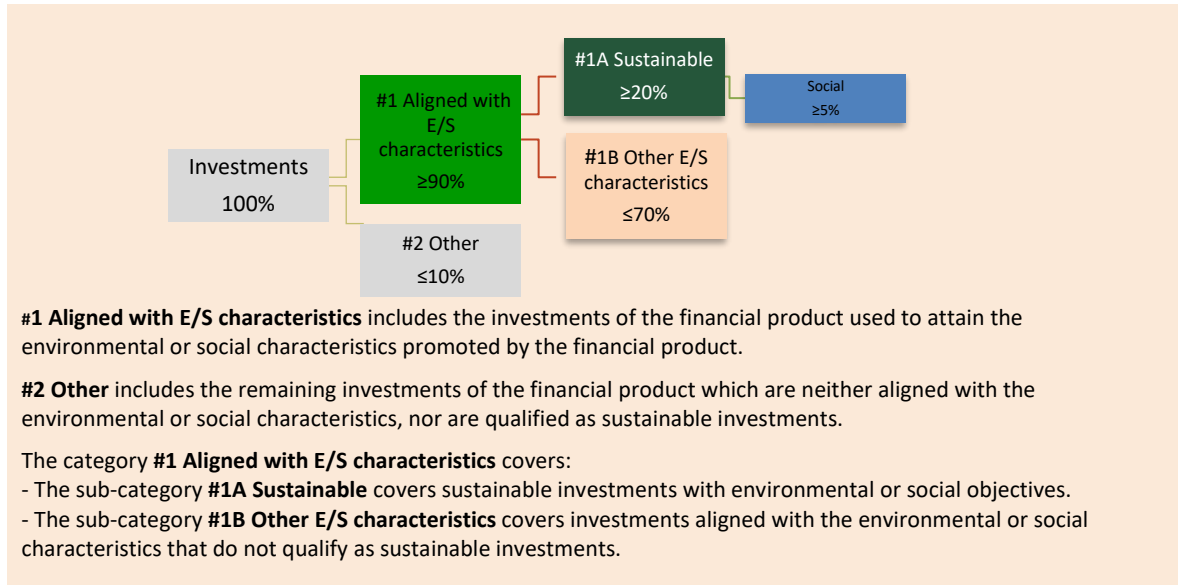 Investments
100%
#1 Aligned with
E/S
characteristics
≥90%
#2 Other
≤10%
#1A Sustainable
≥20%
#1B Other E/S
characteristics
≤70%
Social
≥5%
#1 Aligned with E/S characteristics includes the investments of the financial product used to attain the
environmental or social characteristics promoted by the financial product.
#2 Other includes the remaining investments of the financial product which are neither aligned with the
environmental or social characteristics, nor are qualified as sustainable investments.
The category #1 Aligned with E/S characteristics covers:
- The sub-category #1A Sustainable covers sustainable investments with environmental or social objectives.
- The sub-category #1B Other E/S characteristics covers investments aligned with the environmental or social
characteristics that do not qualify as sustainable investments.